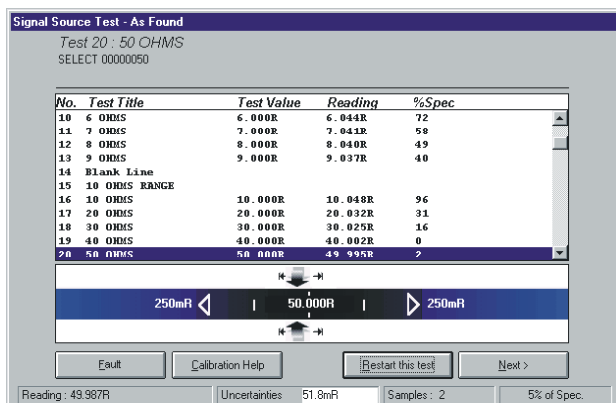 Signal Source Test - As Found
Test 20 : 50 OHMS
SELECT 00000050
No. Test Title Test Value Reading %Spec
10 6 OHMS 6.000R 6.044R 72
11 7 OHMS 7.000R 7.041R 58
12 8 OHMS 8.000R 8.040R 49
13 9 OHMS 9.000R 9.037R 40
14 Blank Line
15 10 OHMS RANGE
16 10 OHMS 10.000R 10.048R 96
17 20 OHMS 20.000R 20.032R 31
18 30 OHMS 30.000R 30.025R 16
19 40 OHMS 40.000R 40.002R 0
20 50 OHMS 50.000R 49.995R 2
250mR 50.000R 250mR
Fault Calibration Help Restart this test Next >
Reading : 49.987R Uncertainties 51.8mR Samples : 2 5% of Spec.